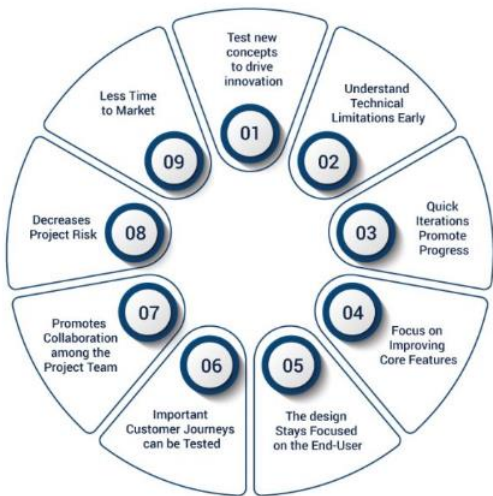 Test new
concepts
to drive
innovation
01
Understand
Technical
Limitations Early
02
Quick
Iterations
Promote
Progress
03
Focus on
Improving
Core Features
04
The design
Stays Focused
on the End-User
05
Important
Customer Journeys
can be Tested
06
Promotes
Collaboration
among the
Project Team
07
Decreases
Project Risk
08
Less Time
to Market
09